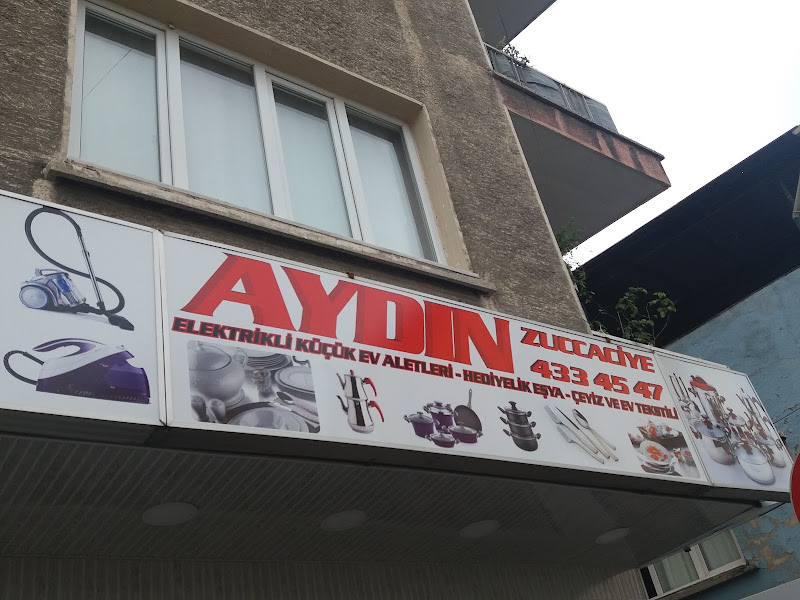 AYDIN
ZUCCACİYE
433 45 47
ELEKTRİKLİ KÜÇÜK EV ALETLERİ - HEDİYELİK EŞYA - ÇEYİZ VE EV TEKSTİLİ